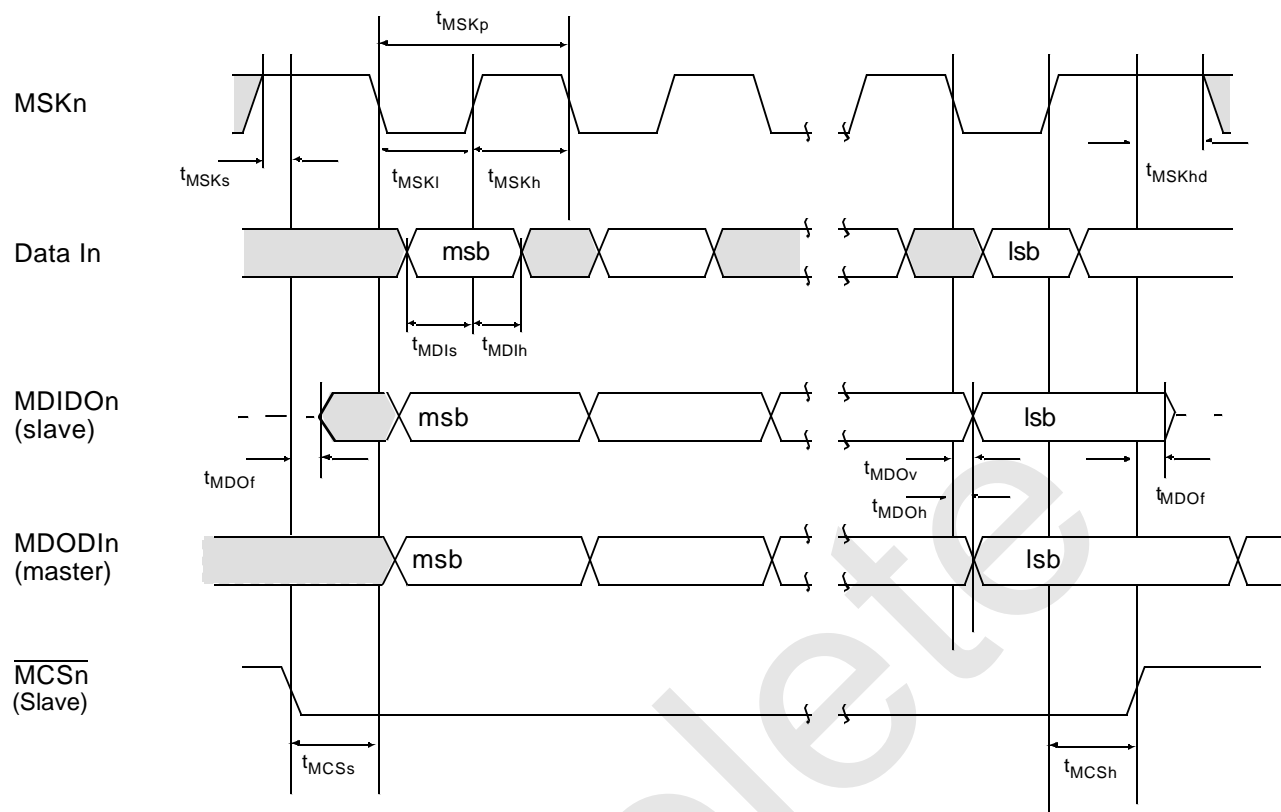 tMSKp
MSKn
tMSKs
tMSKl
tMSKh
tMSKhd
Data In
msb
lsb
tMDIs
tMDIh
MDIDOn
(slave)
msb
lsb
tMDOf
tMDOv
tMDOh
tMDOf
MDODIn
(master)
msb
lsb
MCSn
(Slave)
tMCSs
tMCSh